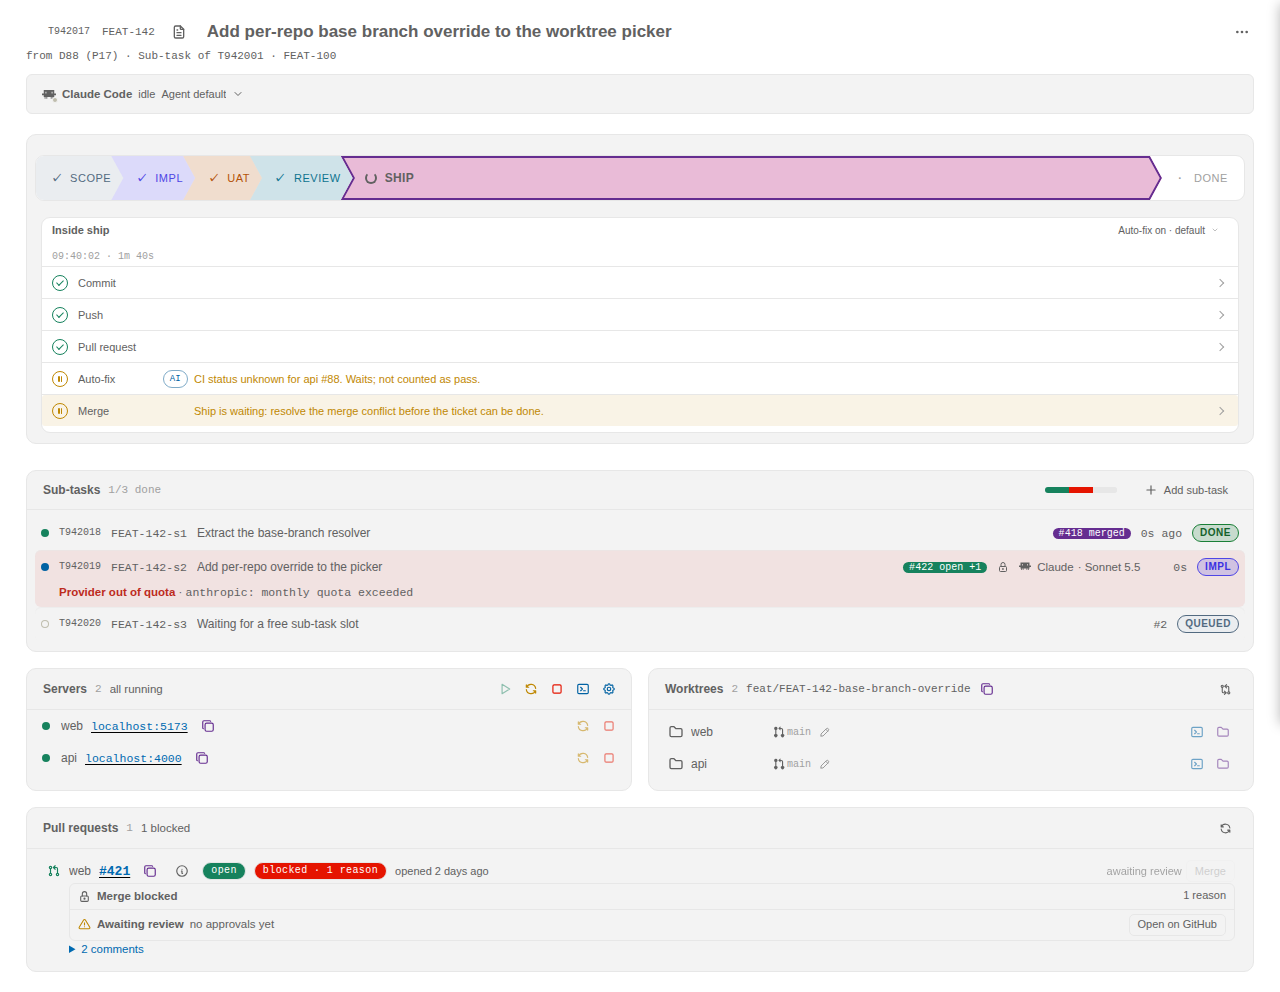 T942017 FEAT-142 Add per-repo base branch override to the worktree picker
from D88 (P17) · Sub-task of T942001 · FEAT-100
Claude Code idle Agent default
SCOPE IMPL UAT REVIEW SHIP · DONE
Inside ship Auto-fix on · default
09:40:02 · 1m 40s
Commit
Push
Pull request
Auto-fix AI CI status unknown for api #88. Waits; not counted as pass.
Merge Ship is waiting: resolve the merge conflict before the ticket can be done.
Sub-tasks 1/3 done Add sub-task
T942018 FEAT-142-s1 Extract the base-branch resolver #418 merged 0s ago DONE
T942019 FEAT-142-s2 Add per-repo override to the picker #422 open +1 Claude · Sonnet 5.5 0s IMPL
Provider out of quota · anthropic: monthly quota exceeded
T942020 FEAT-142-s3 Waiting for a free sub-task slot #2 QUEUED
Servers 2 all running
web localhost:5173
api localhost:4000
Worktrees 2 feat/FEAT-142-base-branch-override
web main
api main
Pull requests 1 1 blocked
web #421 open blocked · 1 reason opened 2 days ago awaiting review Merge
Merge blocked 1 reason
Awaiting review no approvals yet Open on GitHub
2 comments